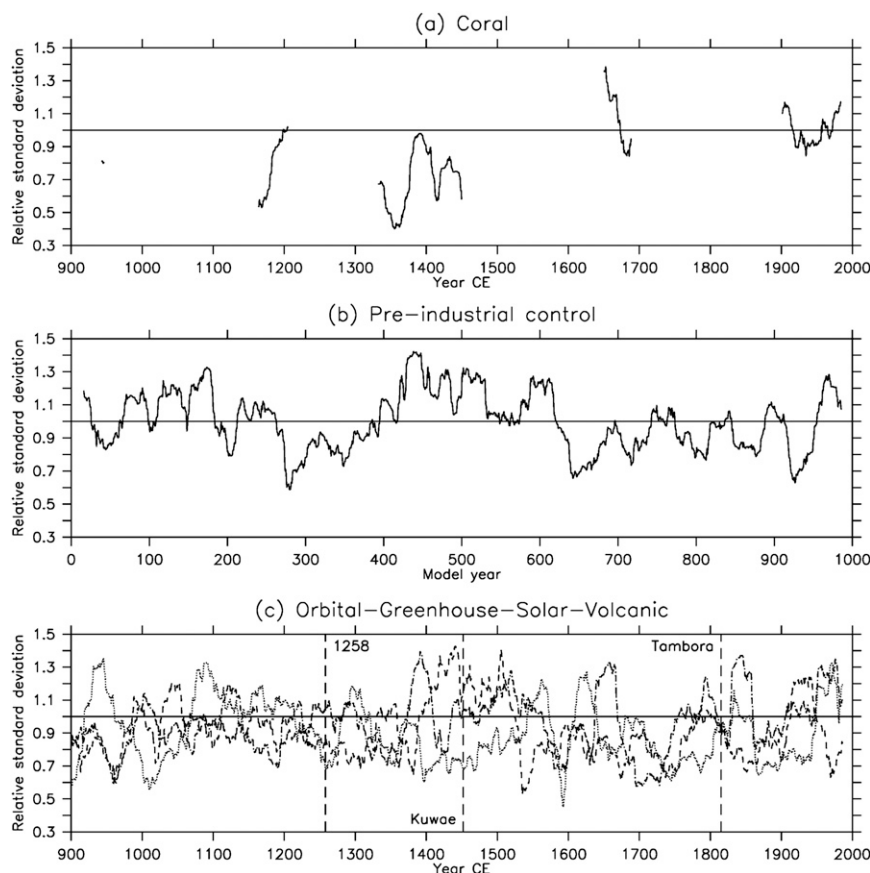 (a) Coral
Relative standard deviation
1.5
1.3
1.1
0.9
0.7
0.5
0.3
900 1000 1100 1200 1300 1400 1500 1600 1700 1800 1900 2000
Year CE
(b) Pre-industrial control
Relative standard deviation
1.5
1.3
1.1
0.9
0.7
0.5
0.3
0 100 200 300 400 500 600 700 800 900 1000
Model year
(c) Orbital-Greenhouse-Solar-Volcanic
Relative standard deviation
1.5
1.3
1.1
0.9
0.7
0.5
0.3
1258
Tambora
Kuwae
900 1000 1100 1200 1300 1400 1500 1600 1700 1800 1900 2000
Year CE